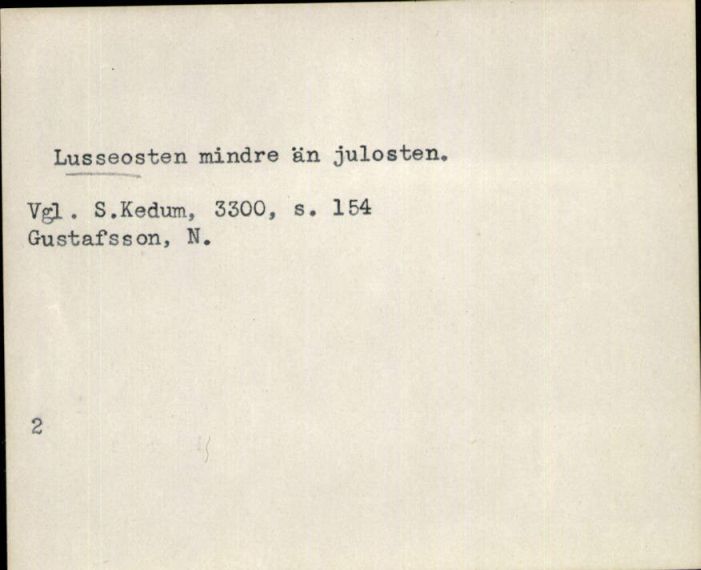 Lusseosten mindre än julosten.
Vgl. S.Kedum, 3300, s. 154
Gustafsson, N.
2